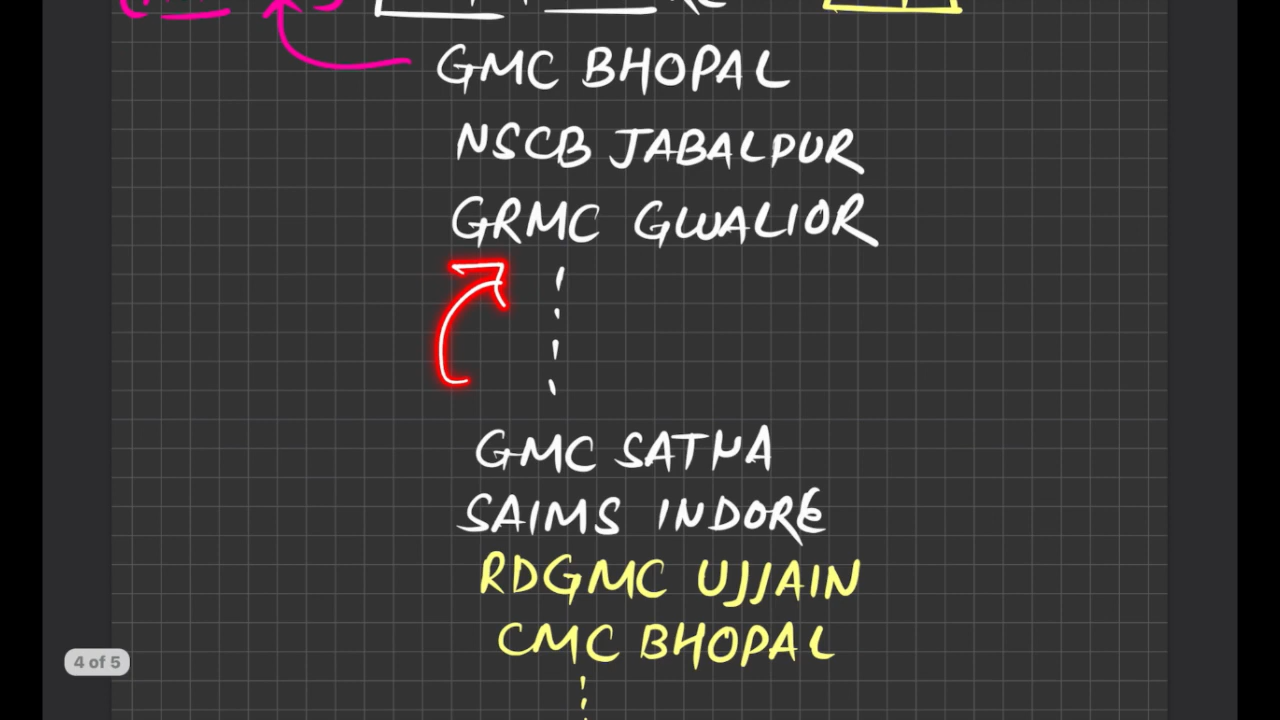 GMC BHOPAL
NSCB JABALPUR
GRMC GWALIOR
GMC SATNA
SAIMS INDORE
RDGMC UJJAIN
CMC BHOPAL
4 of 5